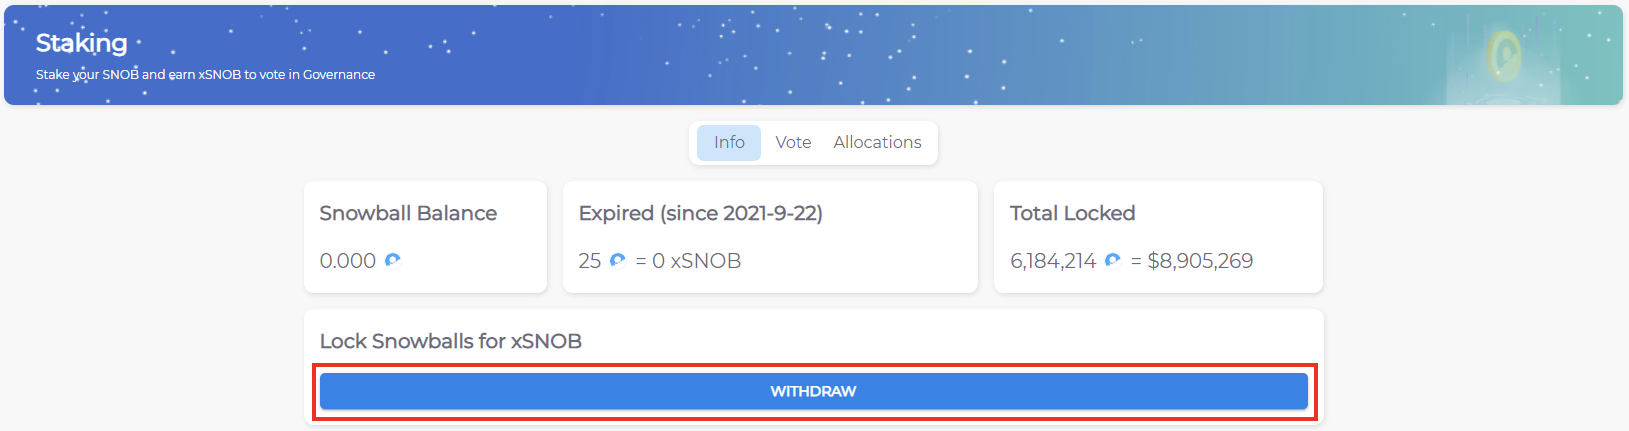 Staking
Stake your SNOB and earn xSNOB to vote in Governance
Info Vote Allocations
Snowball Balance
0.000
Expired (since 2021-9-22)
25 = 0 xSNOB
Total Locked
6,184,214 = $8,905,269
Lock Snowballs for xSNOB
WITHDRAW